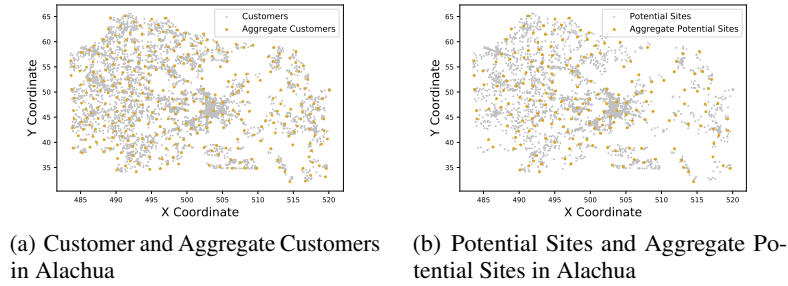 65
60
55
50
45
40
35
Y Coordinate
485 490 495 500 505 510 515 520
X Coordinate
Customers
Aggregate Customers
(a) Customer and Aggregate Customers
in Alachua
65
60
55
50
45
40
35
Y Coordinate
485 490 495 500 505 510 515 520
X Coordinate
Potential Sites
Aggregate Potential Sites
(b) Potential Sites and Aggregate Po-
tential Sites in Alachua